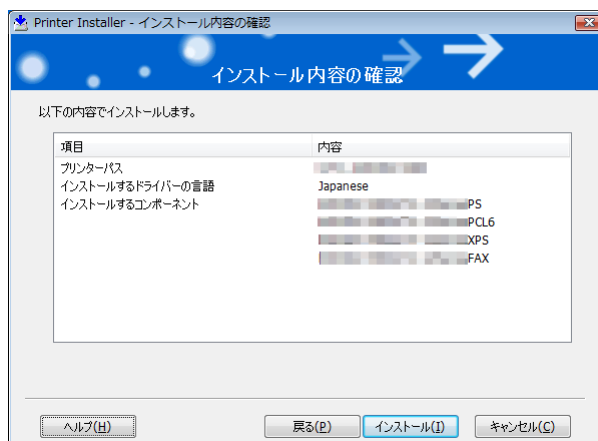 Printer Installer - インストール内容の確認
インストール内容の確認
以下の内容でインストールします。
項目 内容
プリンターパス
インストールするドライバーの言語 Japanese
インストールするコンポーネント PS
PCL6
XPS
FAX
ヘルプ(H) 戻る(P) インストール(I) キャンセル(C)